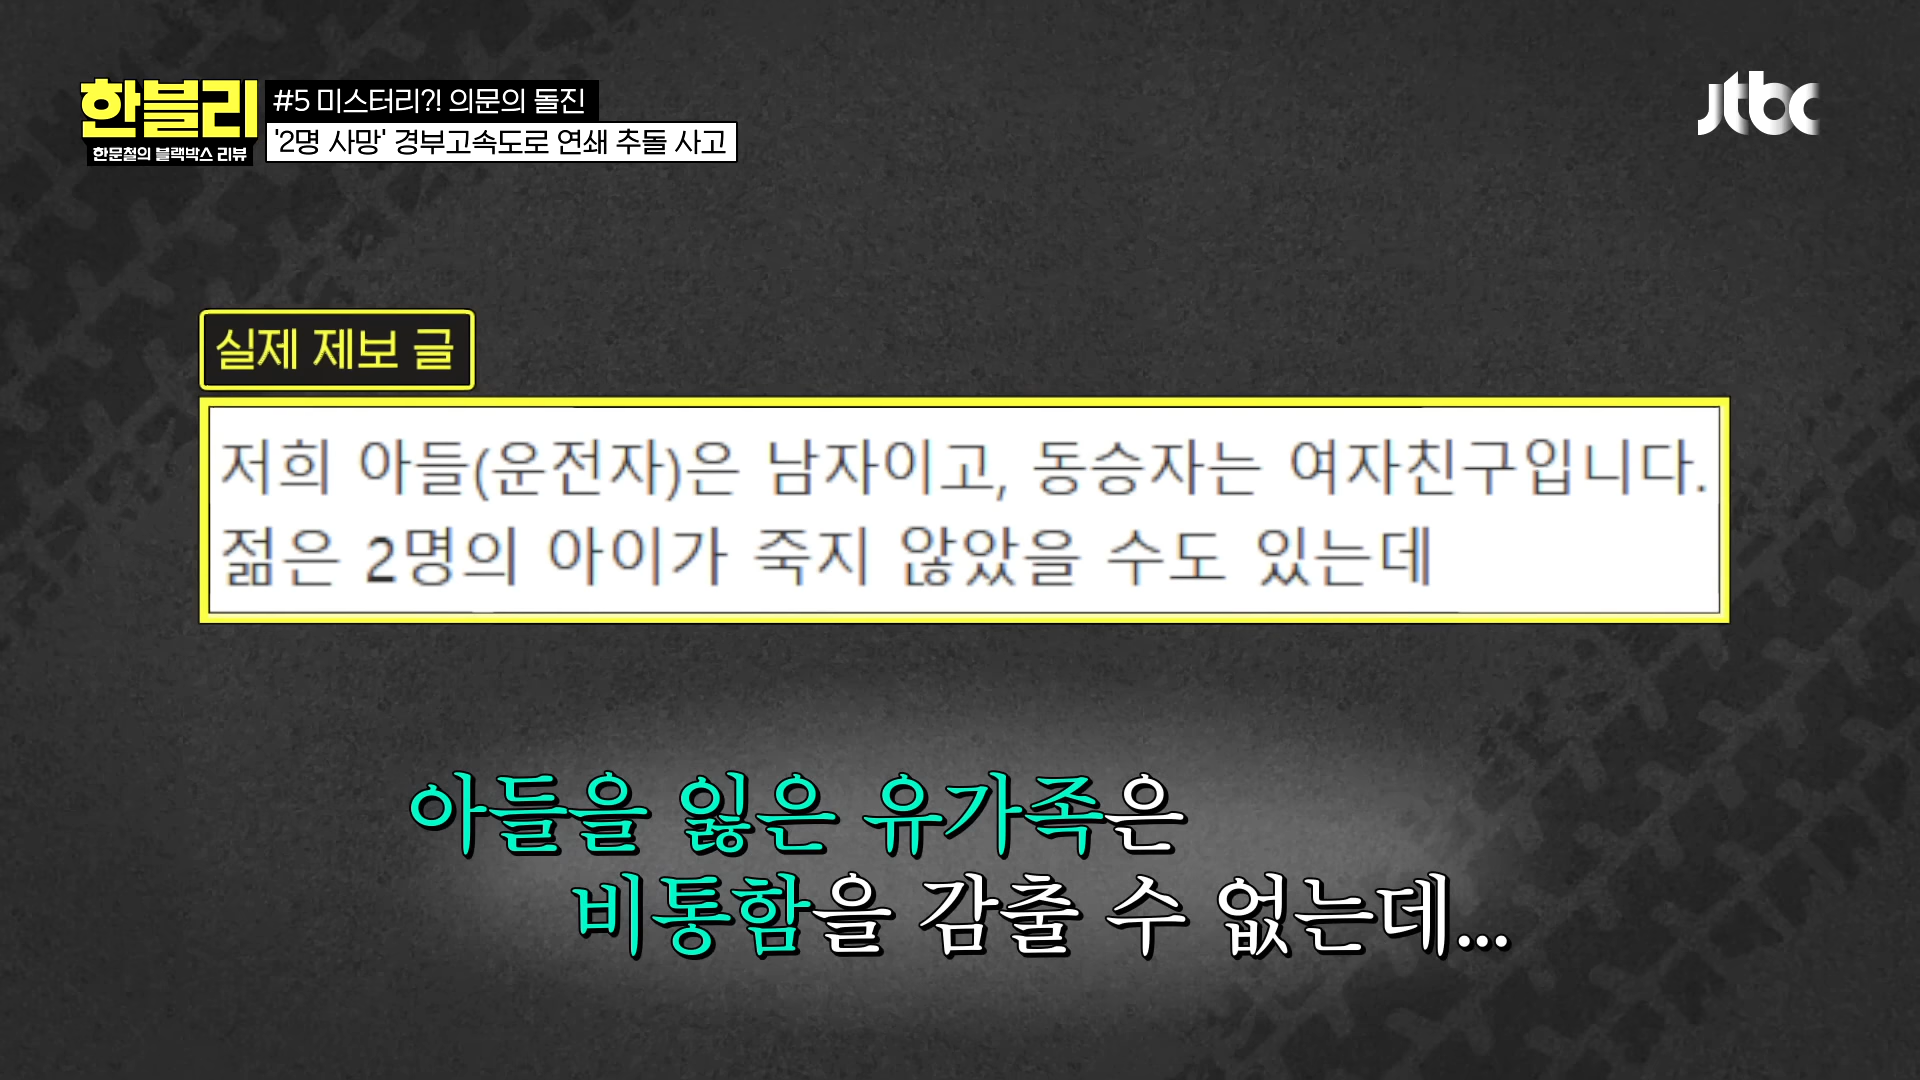 한블리
한문철의 블랙박스 리뷰
#5 미스터리?! 의문의 돌진
'2명 사망' 경부고속도로 연쇄 추돌 사고
jtbc
실제 제보 글
저희 아들(운전자)은 남자이고, 동승자는 여자친구입니다.
젊은 2명의 아이가 죽지 않았을 수도 있는데
아들을 잃은 유가족은
비통함을 감출 수 없는데...